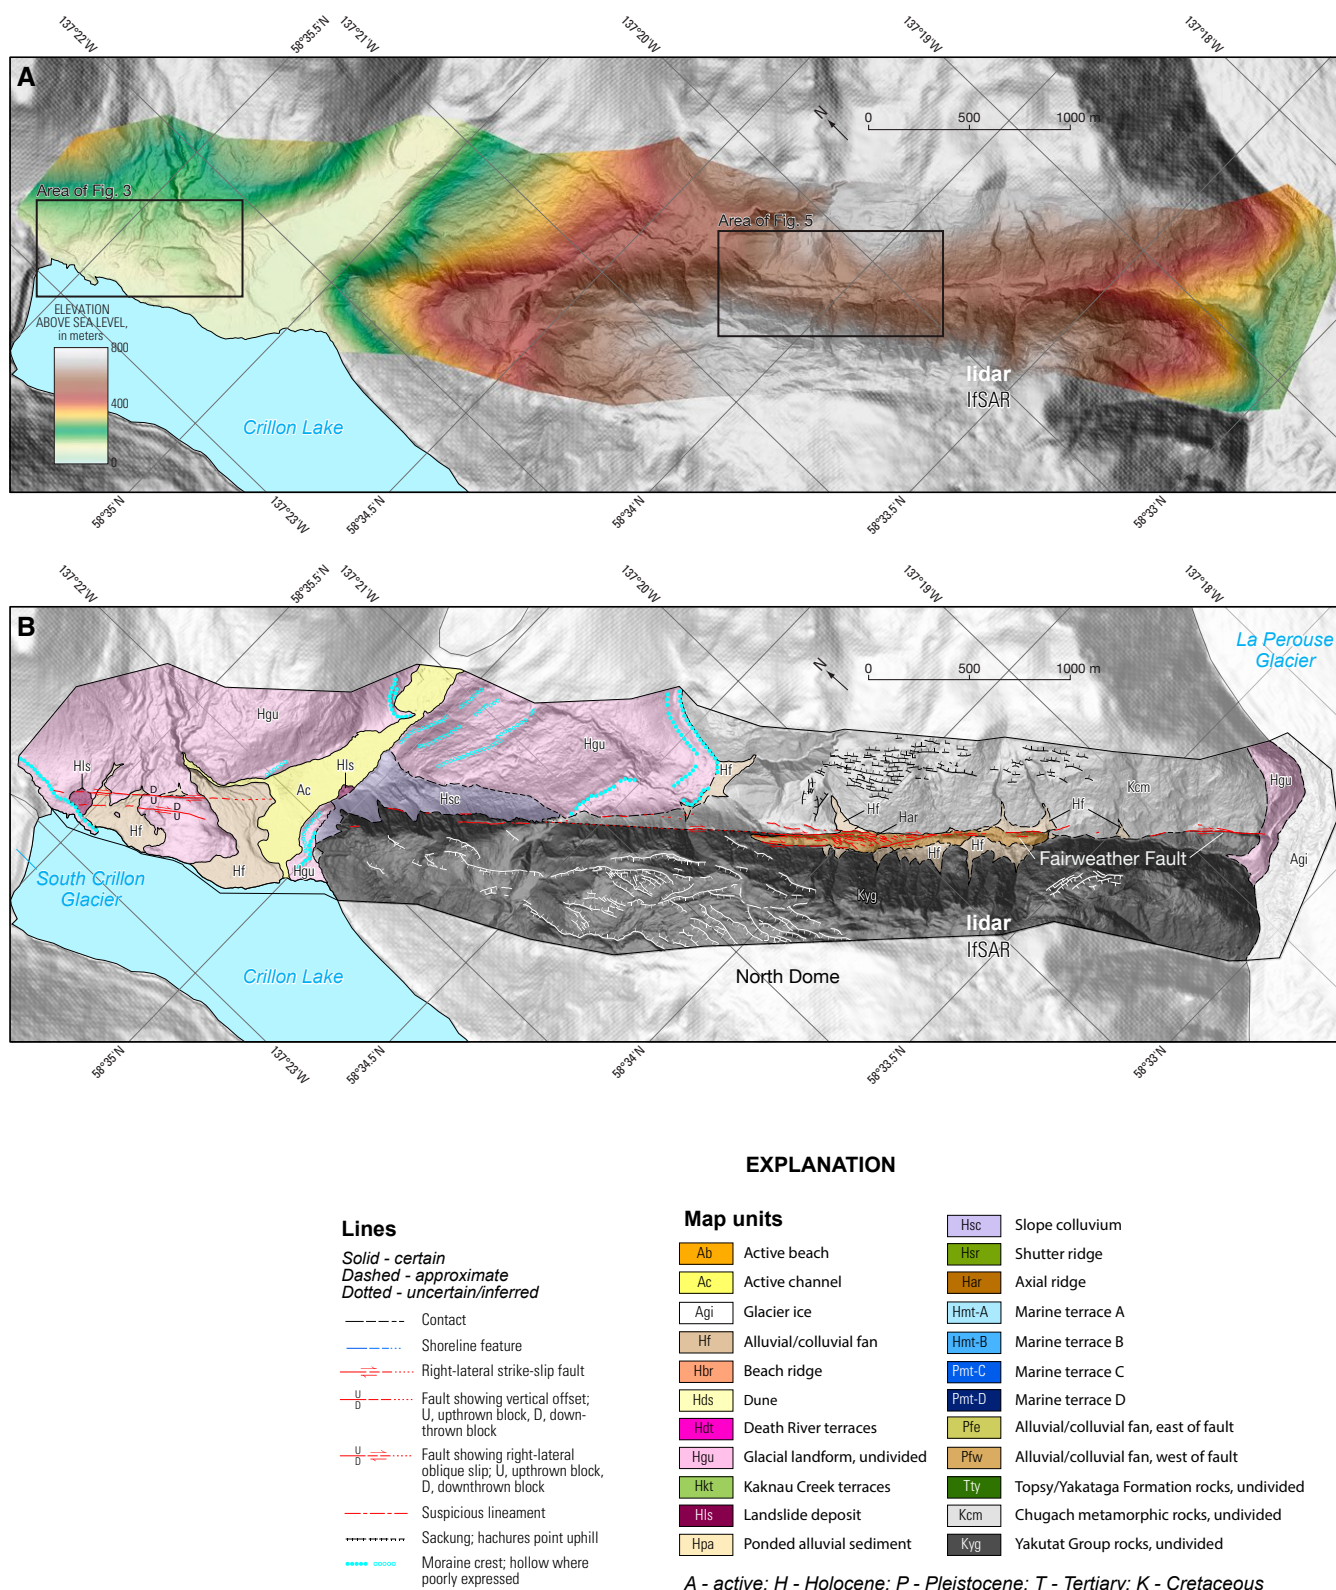 137°22'W
58°35.5'N
137°21'W
137°20'W
137°19'W
137°18'W
A
N
0 500 1000 m
Area of Fig. 3
Area of Fig. 5
ELEVATION
ABOVE SEA LEVEL,
in meters
800
400
0
lidar
IfSAR
Crillon Lake
58°35'N
137°23'W
58°34.5'N
58°34'N
58°33.5'N
58°33'N
137°22'W
58°35.5'N
137°21'W
137°20'W
137°19'W
137°18'W
B
La Perouse
Glacier
N
0 500 1000 m
Hgu
Hgu
Hls
Hls
Hf
Hgu
Ac
Kcm
D
U
D
U
Hsc
Hf
Har
Hf
Hf
Hf
Hf
Fairweather Fault
Agi
Hf
Hgu
South Crillon
Glacier
Kyg
lidar
IfSAR
Crillon Lake
North Dome
58°35'N
137°23'W
58°34.5'N
58°34'N
58°33.5'N
58°33'N
EXPLANATION
Lines
Solid - certain
Dashed - approximate
Dotted - uncertain/inferred
Contact
Shoreline feature
Right-lateral strike-slip fault
U
D
Fault showing vertical offset;
U, upthrown block, D, down-
thrown block
U
D
Fault showing right-lateral
oblique slip; U, upthrown block,
D, downthrown block
Suspicious lineament
Sackung; hachures point uphill
Moraine crest; hollow where
poorly expressed
Map units
Ab Active beach
Ac Active channel
Agi Glacier ice
Hf Alluvial/colluvial fan
Hbr Beach ridge
Hds Dune
Hdt Death River terraces
Hgu Glacial landform, undivided
Hkt Kaknau Creek terraces
Hls Landslide deposit
Hpa Ponded alluvial sediment
Hsc Slope colluvium
Hsr Shutter ridge
Har Axial ridge
Hmt-A Marine terrace A
Hmt-B Marine terrace B
Pmt-C Marine terrace C
Pmt-D Marine terrace D
Pfe Alluvial/colluvial fan, east of fault
Pfw Alluvial/colluvial fan, west of fault
Tty Topsy/Yakataga Formation rocks, undivided
Kcm Chugach metamorphic rocks, undivided
Kyg Yakutat Group rocks, undivided
A - active; H - Holocene; P - Pleistocene; T - Tertiary; K - Cretaceous